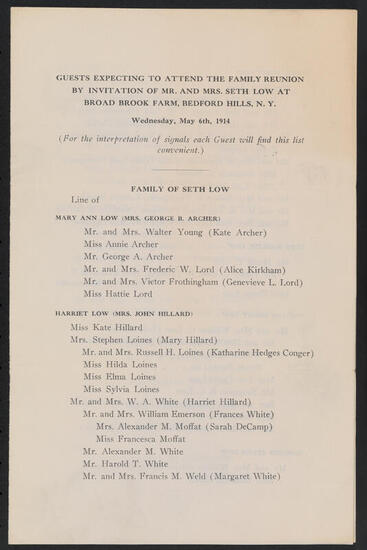 GUESTS EXPECTING TO ATTEND THE FAMILY REUNION
BY INVITATION OF MR. AND MRS. SETH LOW AT
BROAD BROOK FARM, BEDFORD HILLS, N. Y.
Wednesday, May 6th, 1914
(For the interpretation of signals each Guest will find this list
convenient.)
FAMILY OF SETH LOW
Line of
MARY ANN LOW (MRS. GEORGE B. ARCHER)
Mr. and Mrs. Walter Young (Kate Archer)
Miss Annie Archer
Mr. George A. Archer
Mr. and Mrs. Frederic W. Lord (Alice Kirkham)
Mr. and Mrs. Victor Frothingham (Genevieve L. Lord)
Miss Hattie Lord
HARRIET LOW (MRS. JOHN HILLARD)
Miss Kate Hillard
Mrs. Stephen Loines (Mary Hillard)
Mr. and Mrs. Russell H. Loines (Katharine Hedges Conger)
Miss Hilda Loines
Miss Elma Loines
Miss Sylvia Loines
Mr. and Mrs. W. A. White (Harriet Hillard)
Mr. and Mrs. William Emerson (Frances White)
Mrs. Alexander M. Moffat (Sarah DeCamp)
Miss Francesca Moffat
Mr. Alexander M. White
Mr. Harold T. White
Mr. and Mrs. Francis M. Weld (Margaret White)